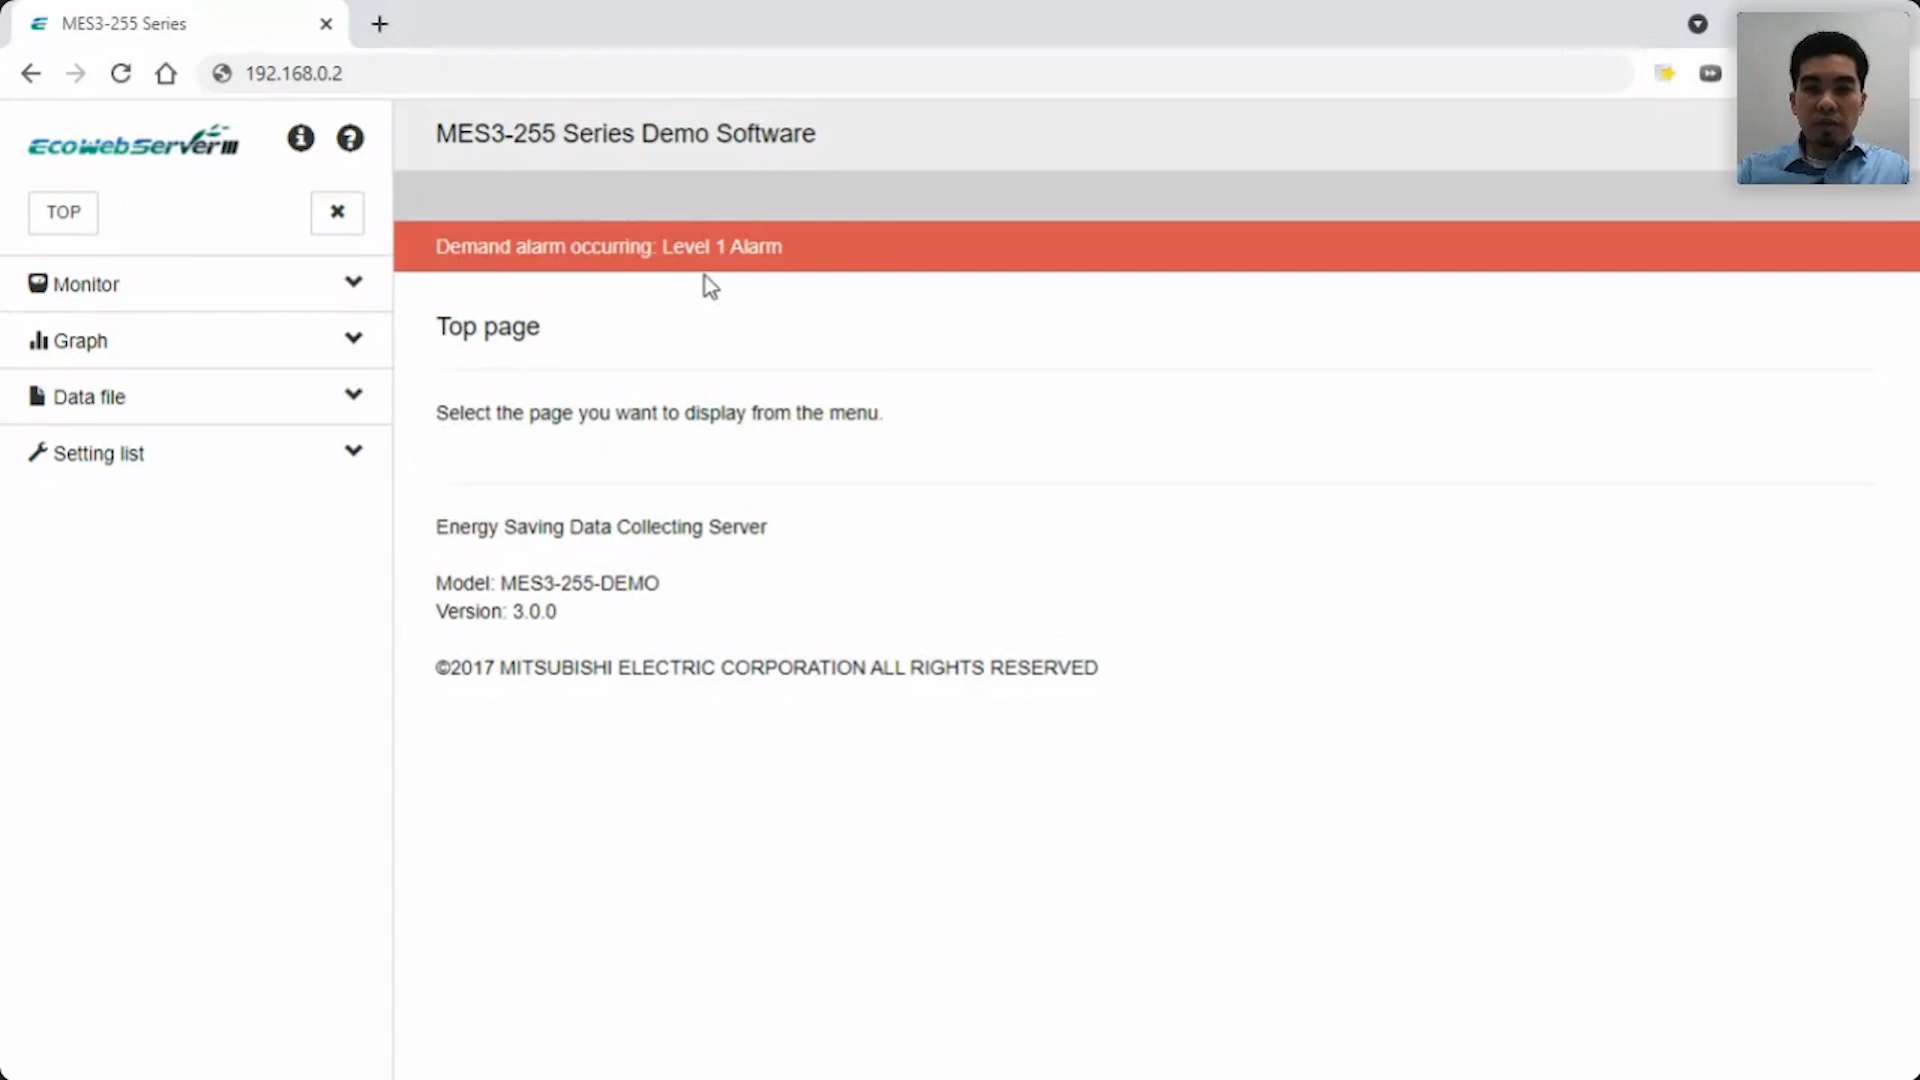 MES3-255 Series
192.168.0.2
EcoWebServerIII
MES3-255 Series Demo Software
TOP
Demand alarm occurring: Level 1 Alarm
Monitor
Graph
Data file
Setting list
Top page
Select the page you want to display from the menu.
Energy Saving Data Collecting Server
Model: MES3-255-DEMO
Version: 3.0.0
©2017 MITSUBISHI ELECTRIC CORPORATION ALL RIGHTS RESERVED